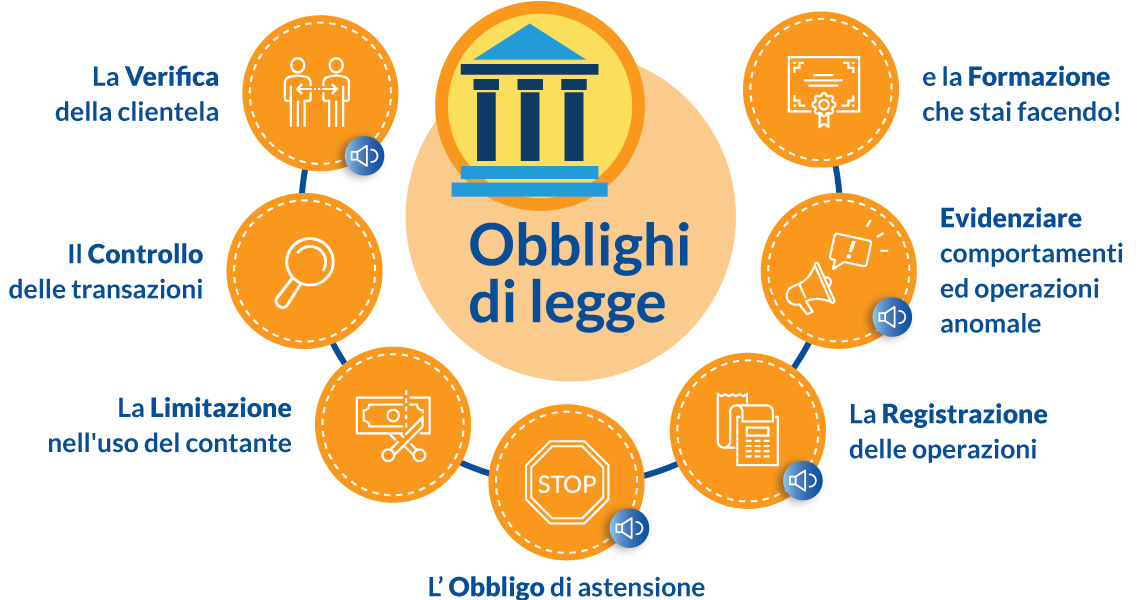 Obblighi
di legge
La Verifica
della clientela
Il Controllo
delle transazioni
La Limitazione
nell'uso del contante
STOP
L' Obbligo di astensione
La Registrazione
delle operazioni
Evidenziare
comportamenti
ed operazioni
anomale
e la Formazione
che stai facendo!